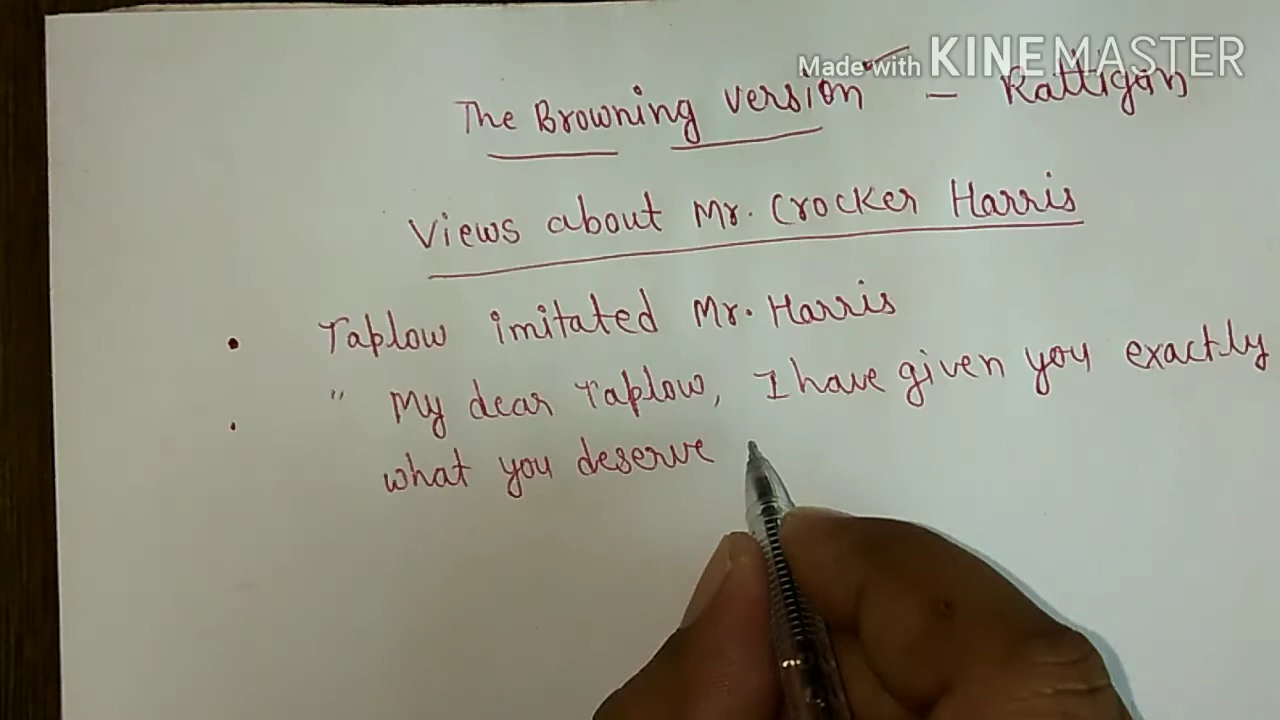 Made with KINEMASTER
The Browning version - Rattigan
Views about Mr. Crocker Harris
• Taplow imitated Mr. Harris
• " My dear Taplow, I have given you exactly
what you deserve